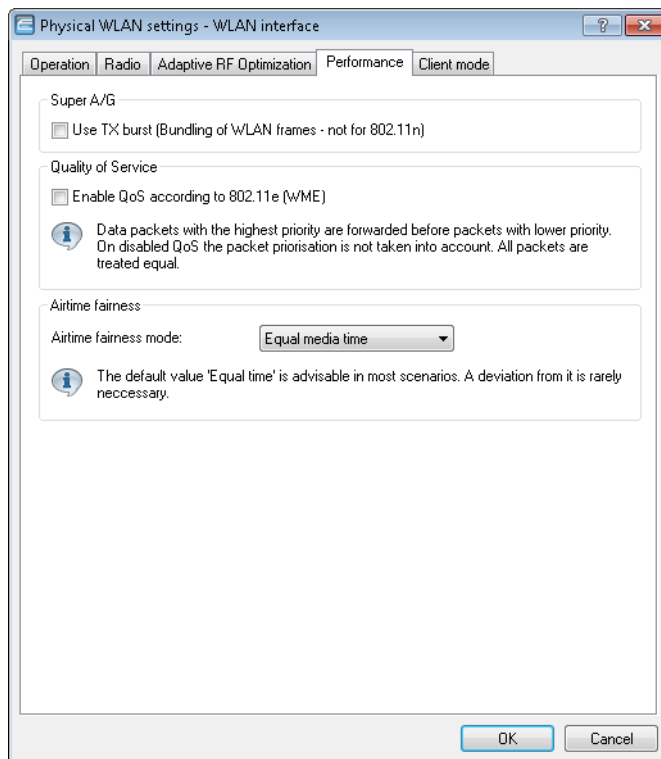 Physical WLAN settings - WLAN interface
Operation Radio Adaptive RF Optimization Performance Client mode
Super A/G
Use TX burst (Bundling of WLAN frames - not for 802.11n)
Quality of Service
Enable QoS according to 802.11e (WME)
Data packets with the highest priority are forwarded before packets with lower priority.
On disabled QoS the packet priorisation is not taken into account. All packets are
treated equal.
Airtime fairness
Airtime fairness mode: Equal media time
The default value 'Equal time' is advisable in most scenarios. A deviation from it is rarely
neccessary.
OK Cancel